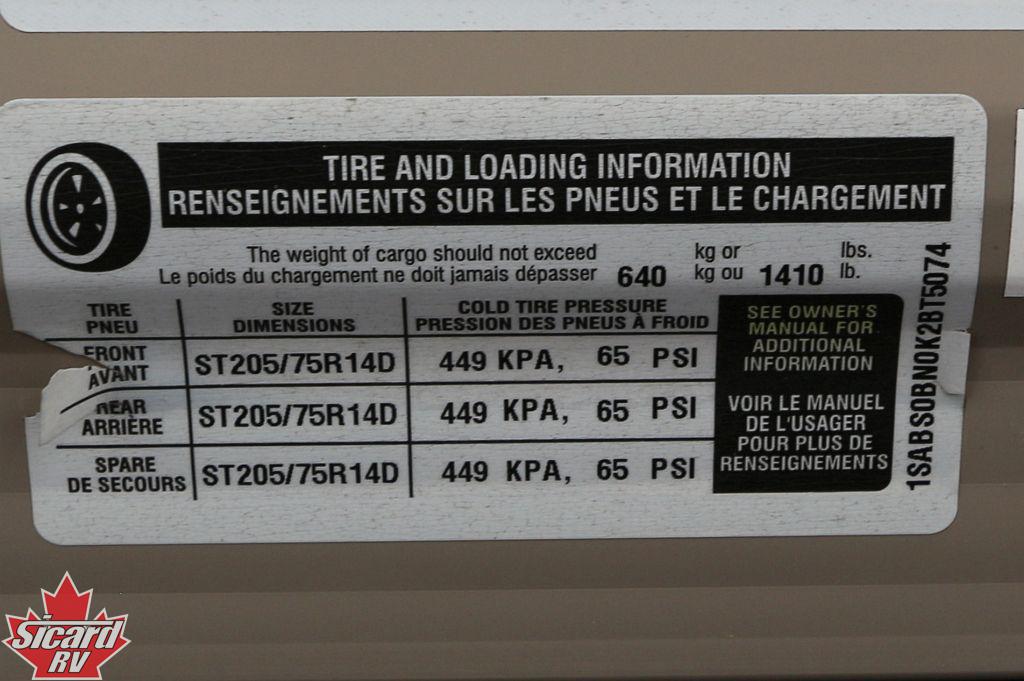 TIRE AND LOADING INFORMATION
RENSEIGNEMENTS SUR LES PNEUS ET LE CHARGEMENT
The weight of cargo should not exceed kg or lbs.
Le poids du chargement ne doit jamais dépasser 640 kg ou 1410 lb.
TIRE SIZE COLD TIRE PRESSURE
PNEU DIMENSIONS PRESSION DES PNEUS À FROID
FRONT
AVANT ST205/75R14D 449 KPA, 65 PSI
REAR
ARRIÈRE ST205/75R14D 449 KPA, 65 PSI
SPARE
DE SECOURS ST205/75R14D 449 KPA, 65 PSI
SEE OWNER'S
MANUAL FOR
ADDITIONAL
INFORMATION
VOIR LE MANUEL
DE L'USAGER
POUR PLUS DE
RENSEIGNEMENTS
1SABS0BN0K2BT5074
Sicard
RV